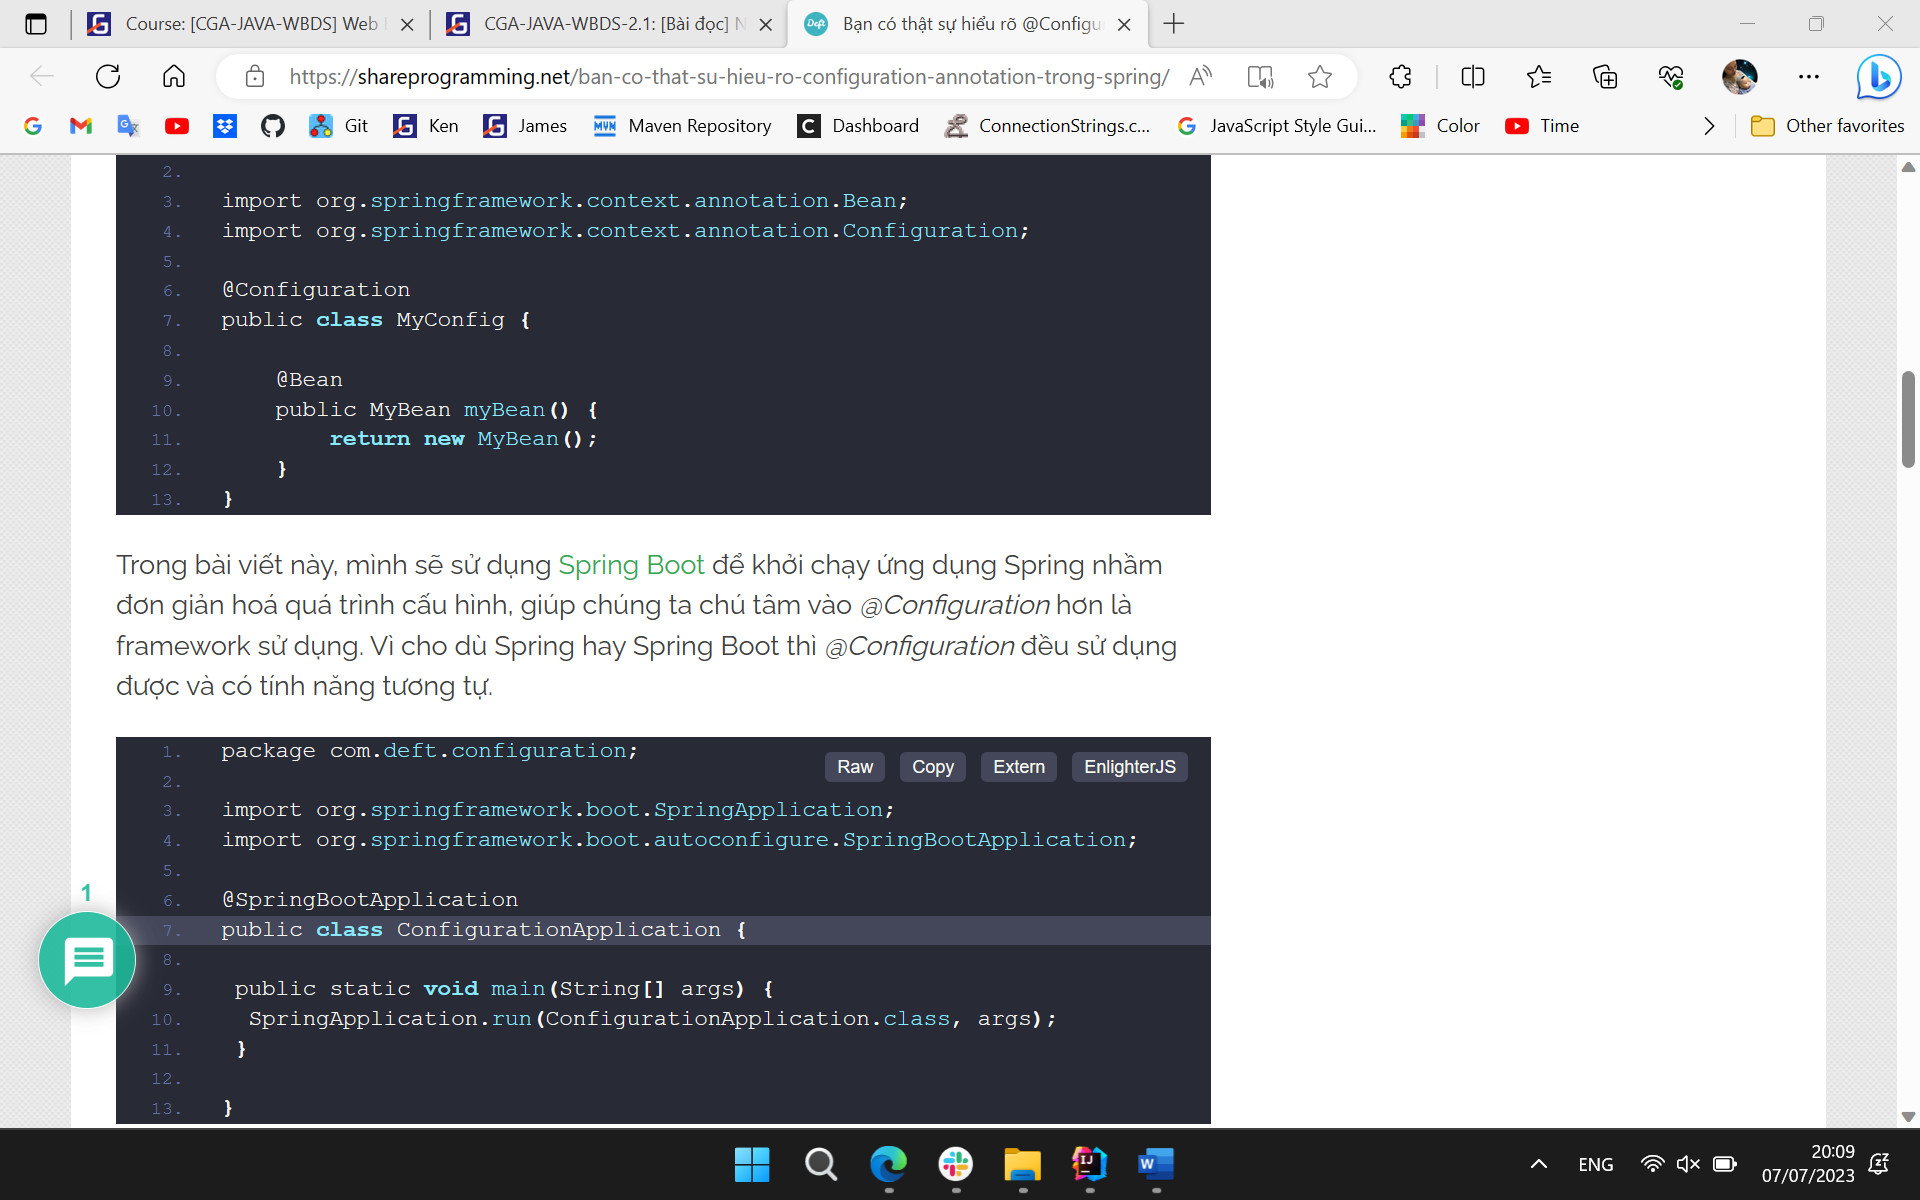 Course: [CGA-JAVA-WBDS] Web
CGA-JAVA-WBDS-2.1: [Bài đọc]
Bạn có thật sự hiểu rõ @Configu
https://shareprogramming.net/ban-co-that-su-hieu-ro-configuration-annotation-trong-spring/
Git
Ken
James
MVN
Maven Repository
Dashboard
ConnectionStrings.c...
JavaScript Style Gui...
Color
Time
Other favorites
2.
3. import org.springframework.context.annotation.Bean;
4. import org.springframework.context.annotation.Configuration;
5.
6. @Configuration
7. public class MyConfig {
8.
9. @Bean
10. public MyBean myBean() {
11. return new MyBean();
12. }
13. }
Trong bài viết này, mình sẽ sử dụng Spring Boot để khởi chạy ứng dụng Spring nhầm
đơn giản hoá quá trình cấu hình, giúp chúng ta chú tâm vào @Configuration hơn là
framework sử dụng. Vì cho dù Spring hay Spring Boot thì @Configuration đều sử dụng
được và có tính năng tương tự.
1. package com.deft.configuration;
Raw Copy Extern EnlighterJS
2.
3. import org.springframework.boot.SpringApplication;
4. import org.springframework.boot.autoconfigure.SpringBootApplication;
5.
6. @SpringBootApplication
7. public class ConfigurationApplication {
8.
9. public static void main(String[] args) {
10. SpringApplication.run(ConfigurationApplication.class, args);
11. }
12.
13. }
1
ENG
20:09
07/07/2023